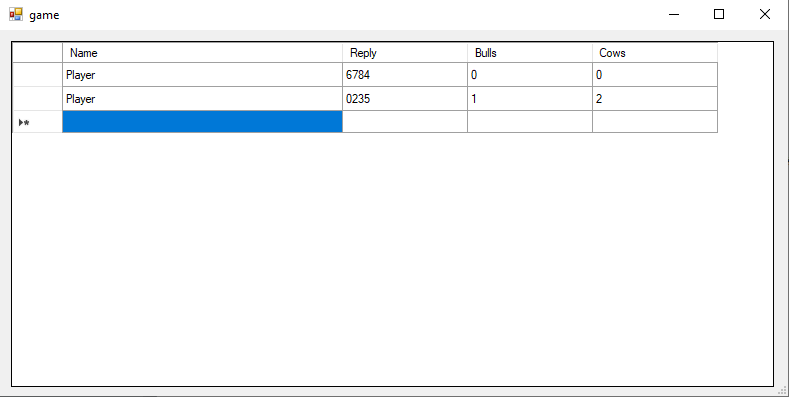 game
Name Reply Bulls Cows
Player 6784 0 0
Player 0235 1 2